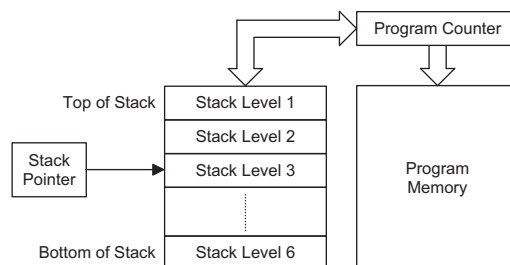 Program Counter
Top of Stack
Stack Level 1
Stack Level 2
Stack
Pointer
Stack Level 3
Program
Memory
Bottom of Stack
Stack Level 6